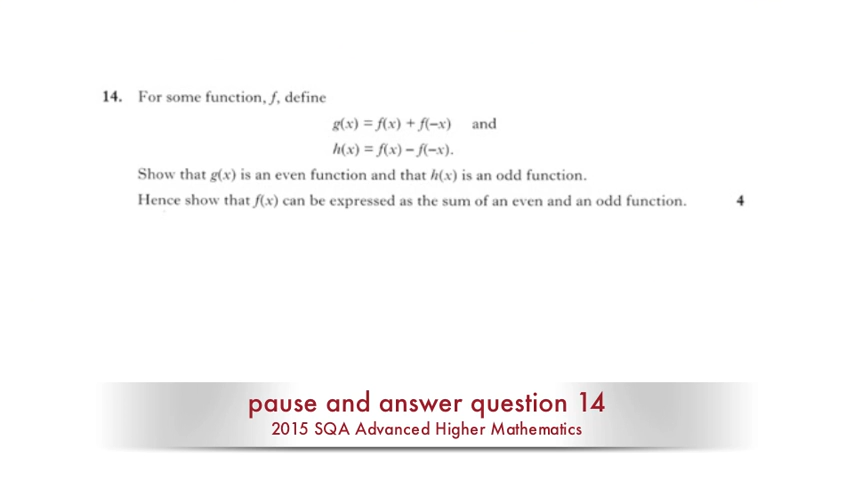 14. For some function, f, define
g(x) = f(x) + f(−x) and
h(x) = f(x) − f(−x).
Show that g(x) is an even function and that h(x) is an odd function.
Hence show that f(x) can be expressed as the sum of an even and an odd function. 4
pause and answer question 14
2015 SQA Advanced Higher Mathematics